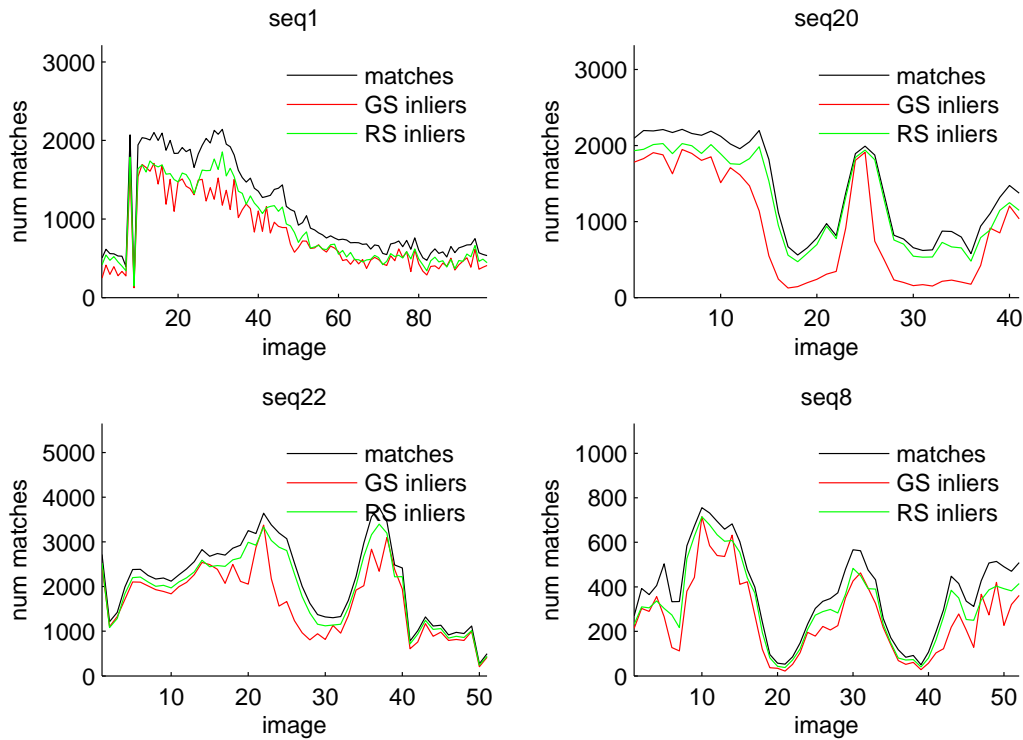 seq1
3000
2000
1000
0
num matches
matches
GS inliers
RS inliers
20
40
60
80
image
seq20
3000
2000
1000
0
num matches
matches
GS inliers
RS inliers
10
20
30
40
image
seq22
5000
4000
3000
2000
1000
0
num matches
matches
GS inliers
RS inliers
10
20
30
40
50
image
seq8
1000
800
600
400
200
0
num matches
matches
GS inliers
RS inliers
10
20
30
40
50
image